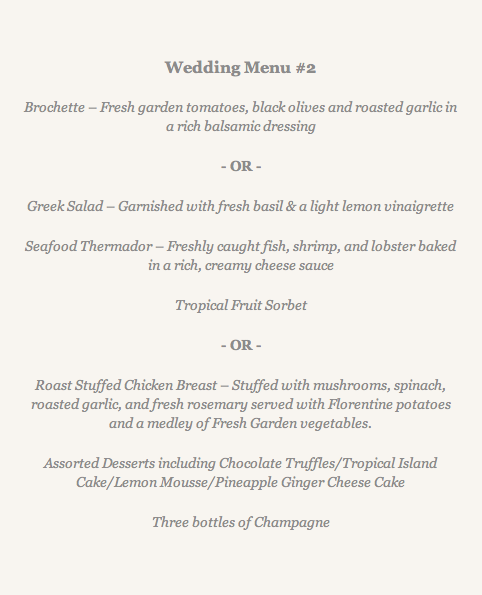 Wedding Menu #2
Brochette – Fresh garden tomatoes, black olives and roasted garlic in
a rich balsamic dressing
- OR -
Greek Salad – Garnished with fresh basil & a light lemon vinaigrette
Seafood Thermador – Freshly caught fish, shrimp, and lobster baked
in a rich, creamy cheese sauce
Tropical Fruit Sorbet
- OR -
Roast Stuffed Chicken Breast – Stuffed with mushrooms, spinach,
roasted garlic, and fresh rosemary served with Florentine potatoes
and a medley of Fresh Garden vegetables.
Assorted Desserts including Chocolate Truffles/Tropical Island
Cake/Lemon Mousse/Pineapple Ginger Cheese Cake
Three bottles of Champagne